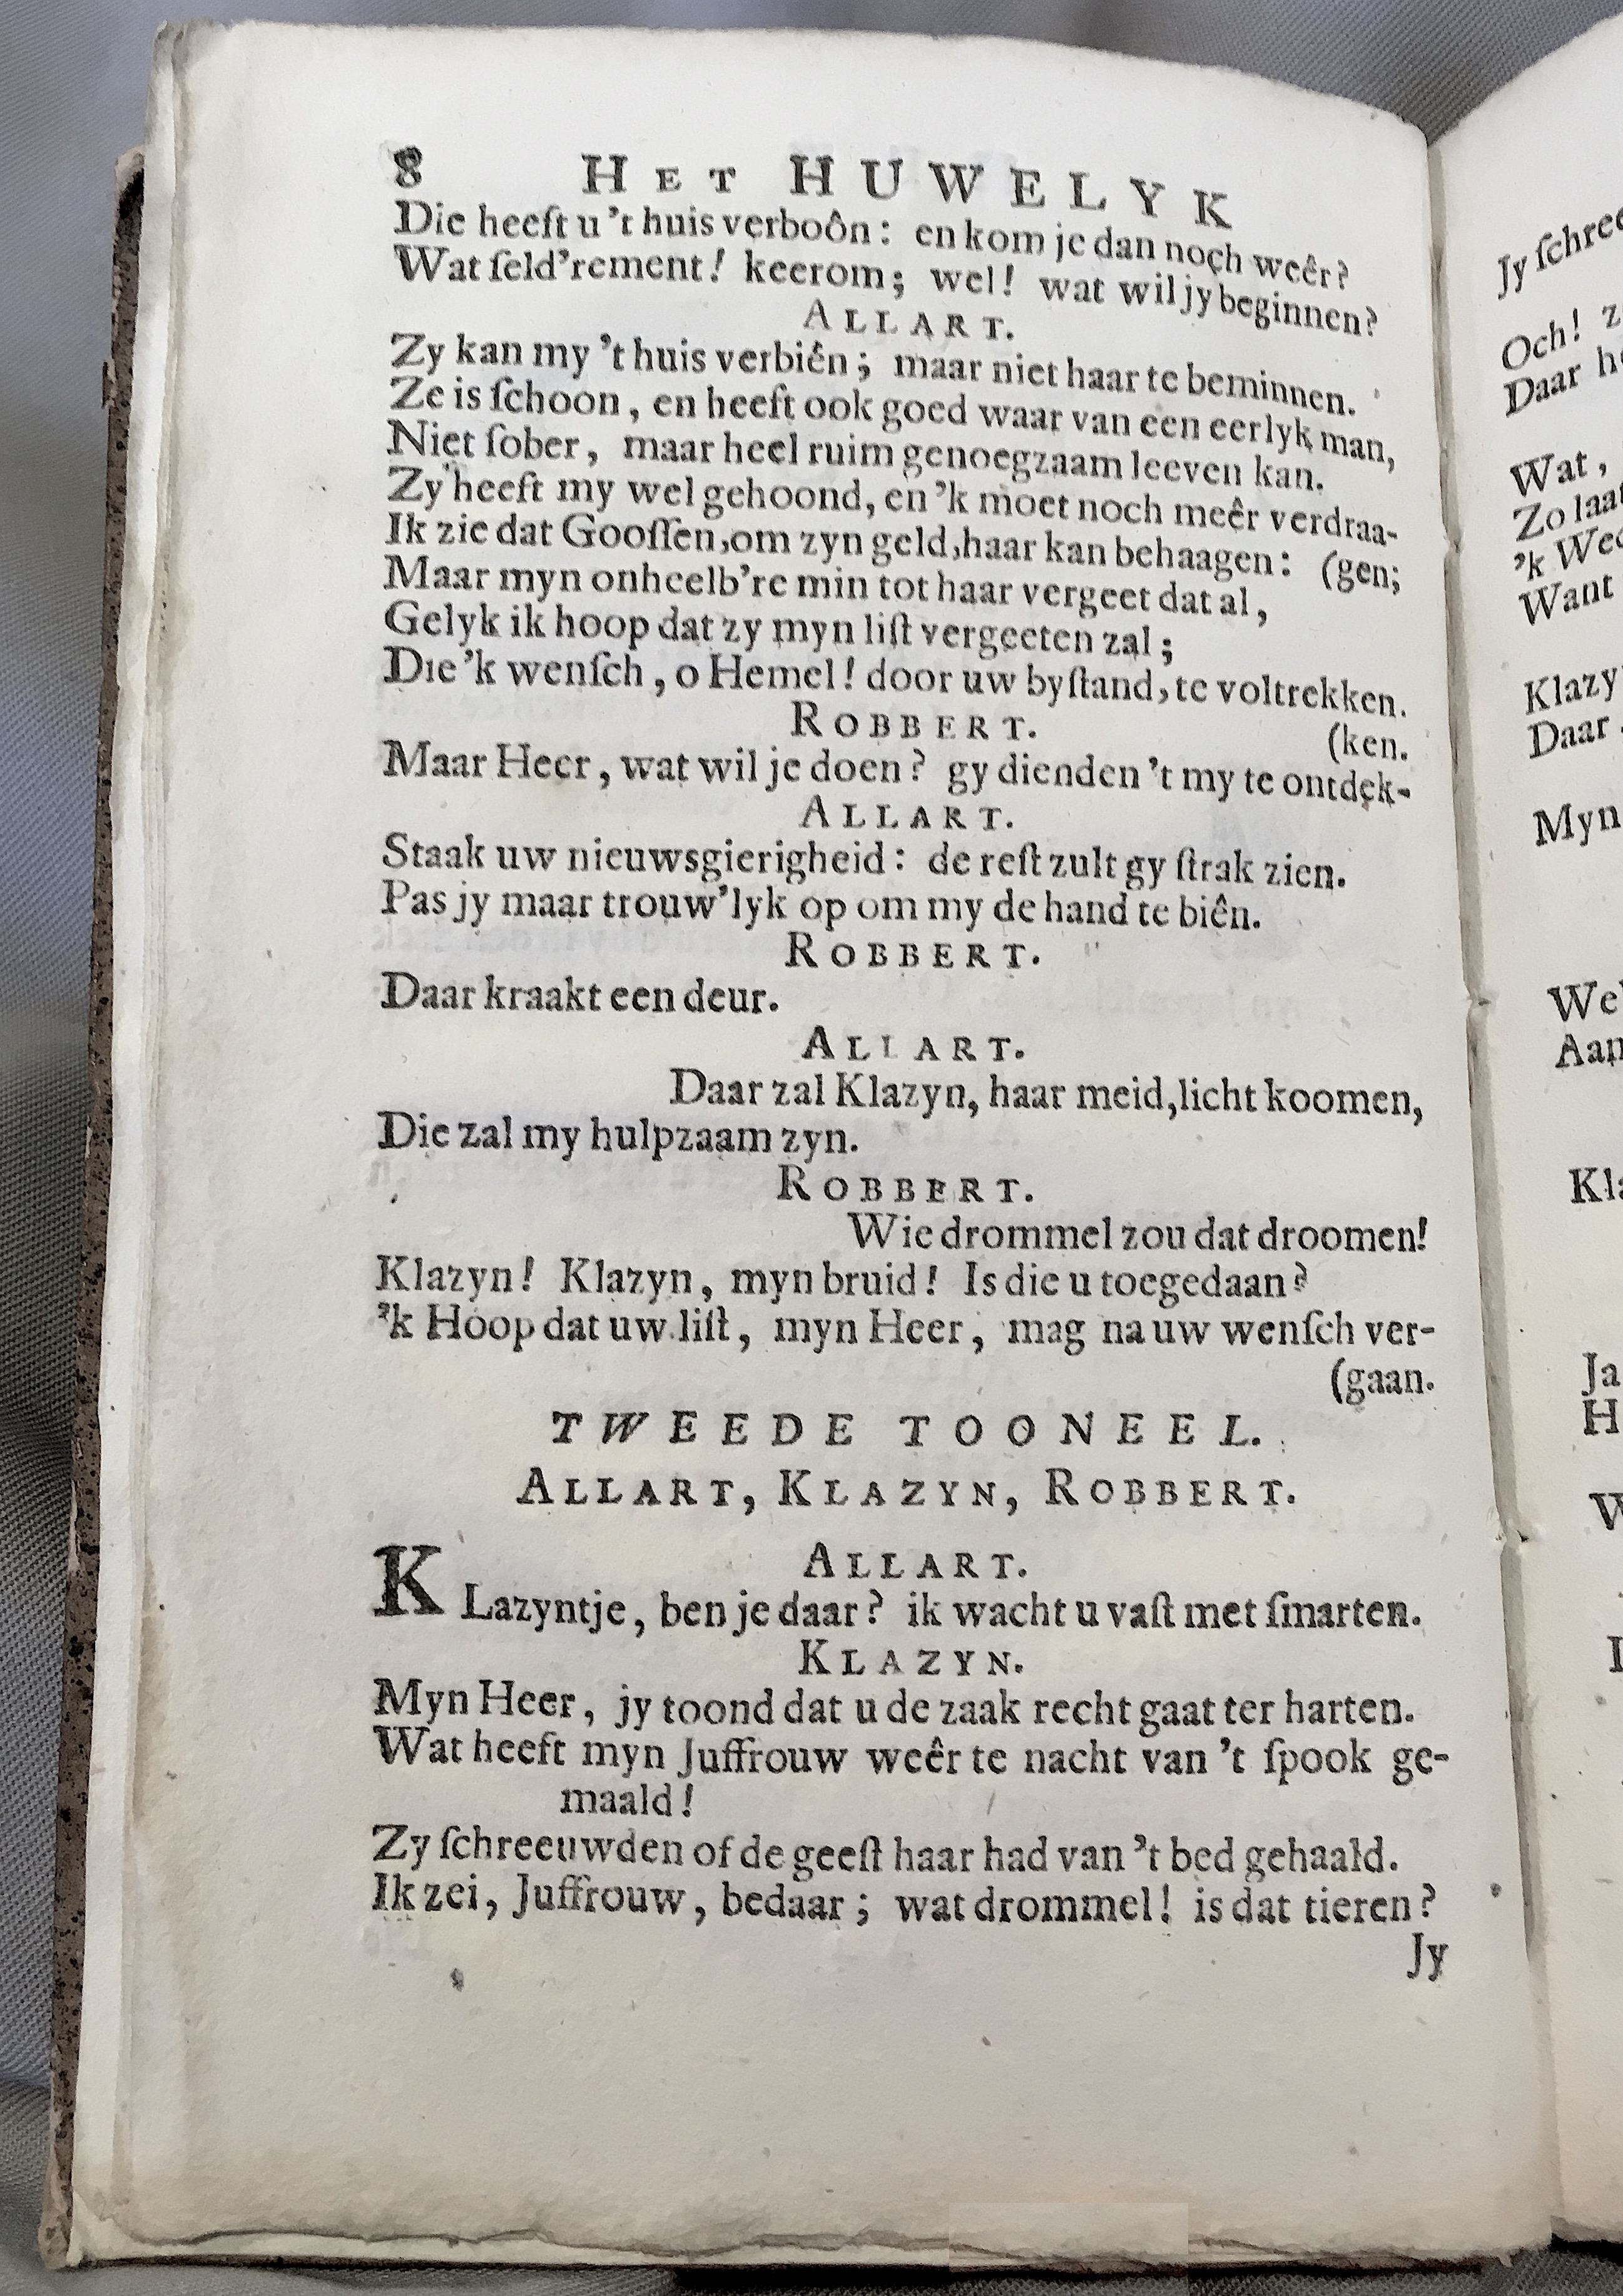 8 HET HUWELYK
Die heeft u 't huis verboôn: en kom je dan noch weêr?
Wat ſeld'rement! keerom; wel! wat wil jy beginnen?
ALLART.
Zy kan my 't huis verbiên; maar niet haar te beminnen.
Ze is ſchoon, en heeft ook goed waar van een eerlyk man,
Niet ſober, maar heel ruim genoegzaam leeven kan.
Zy heeft my wel gehoond, en 'k moet noch meêr verdraa-
Ik zie dat Gooſſen, om zyn geld, haar kan behaagen: (gen;
Maar myn onheelb're min tot haar vergeet dat al,
Gelyk ik hoop dat zy myn liſt vergeeten zal;
Die 'k wenſch, o Hemel! door uw byſtand, te voltrekken.
ROBBERT. (ken.
Maar Heer, wat wil je doen? gy dienden 't my te ontdek-
ALLART.
Staak uw nieuwsgierigheid: de reſt zult gy ſtrak zien.
Pas jy maar trouw'lyk op om my de hand te biên.
ROBBERT.
Daar kraakt een deur.
ALLART.
Daar zal Klazyn, haar meid, licht koomen,
Die zal my hulpzaam zyn.
ROBBERT.
Wie drommel zou dat droomen!
Klazyn! Klazyn, myn bruid! Is die u toegedaan?
'k Hoop dat uw liſt, myn Heer, mag na uw wenſch ver-
(gaan.
TWEEDE TOONEEL.
ALLART, KLAZYN, ROBBERT.
ALLART.
KLazyntje, ben je daar? ik wacht u vaſt met ſmarten.
KLAZYN.
Myn Heer, jy toond dat u de zaak recht gaat ter harten.
Wat heeft myn Juffrouw weêr te nacht van 't ſpook ge-
maald!
Zy ſchreeuwden of de geeſt haar had van 't bed gehaald.
Ik zei, Juffrouw, bedaar; wat drommel! is dat tieren?
Jy
Jy
Och!
Daar
Wat,
'k
Want
Daar
Myn